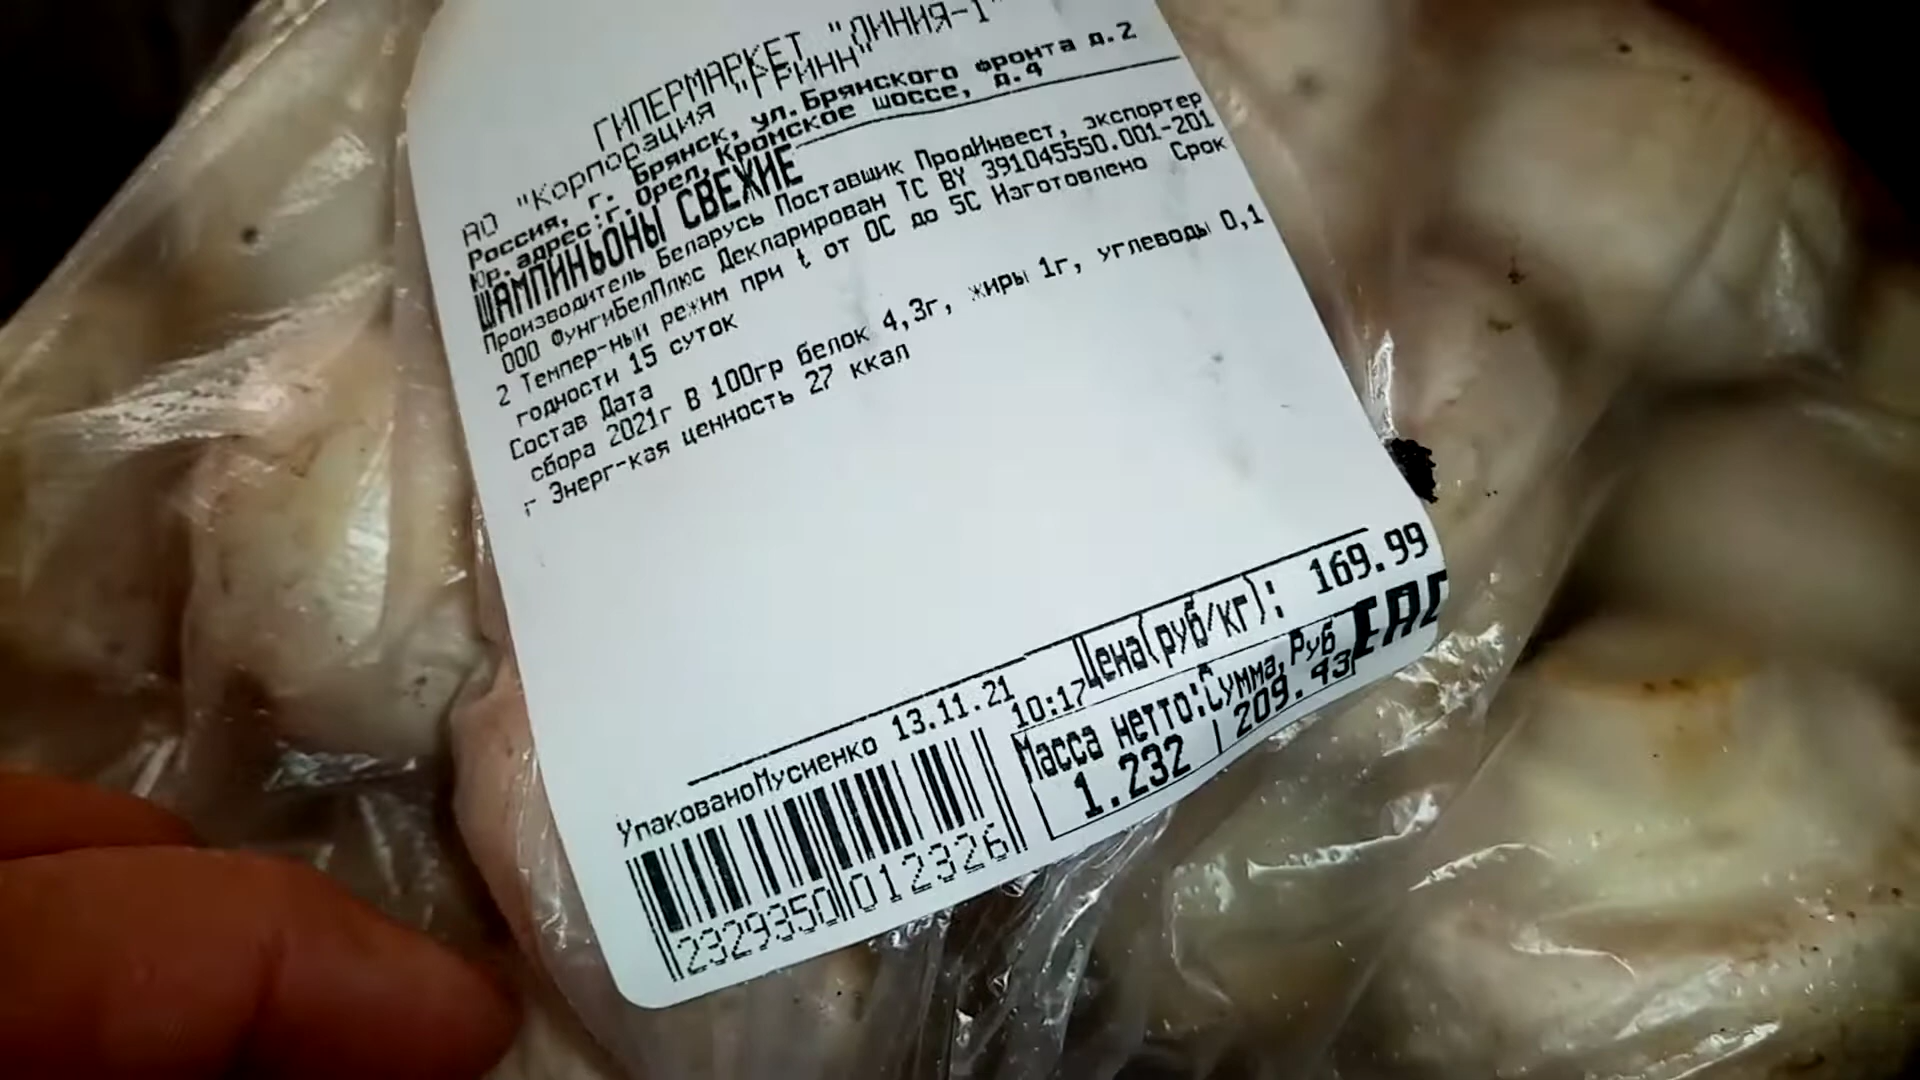 ГИПЕРМАРКЕТ "ЛИНИЯ-1"
АО "Корпорация "ГРИНН"
Россия, г. Брянск, ул.Брянского фронта д.2
Юр.адрес:г.Орел, Кромское шоссе, д.4
ШАМПИНЬОНЫ СВЕЖИЕ
Производитель Беларусь Поставщик ПродИнвест, экспортер
ООО ФунгиБелПлюс Декларирован ТС BY 391045550.001-201
2 Темпер-ный режим при t от 0С до 5С Изготовлено Срок
годности 15 суток
Состав Дата
сбора 2021г В 100гр белок 4,3г, жиры 1г, углеводы 0,1
г Энерг-кая ценность 27 ккал
Цена(руб/кг): 169.99
УпакованоМусиенко 13.11.21 10:17
EAC
Масса нетто: Сумма,Руб
1.232 209.43
2329350012326